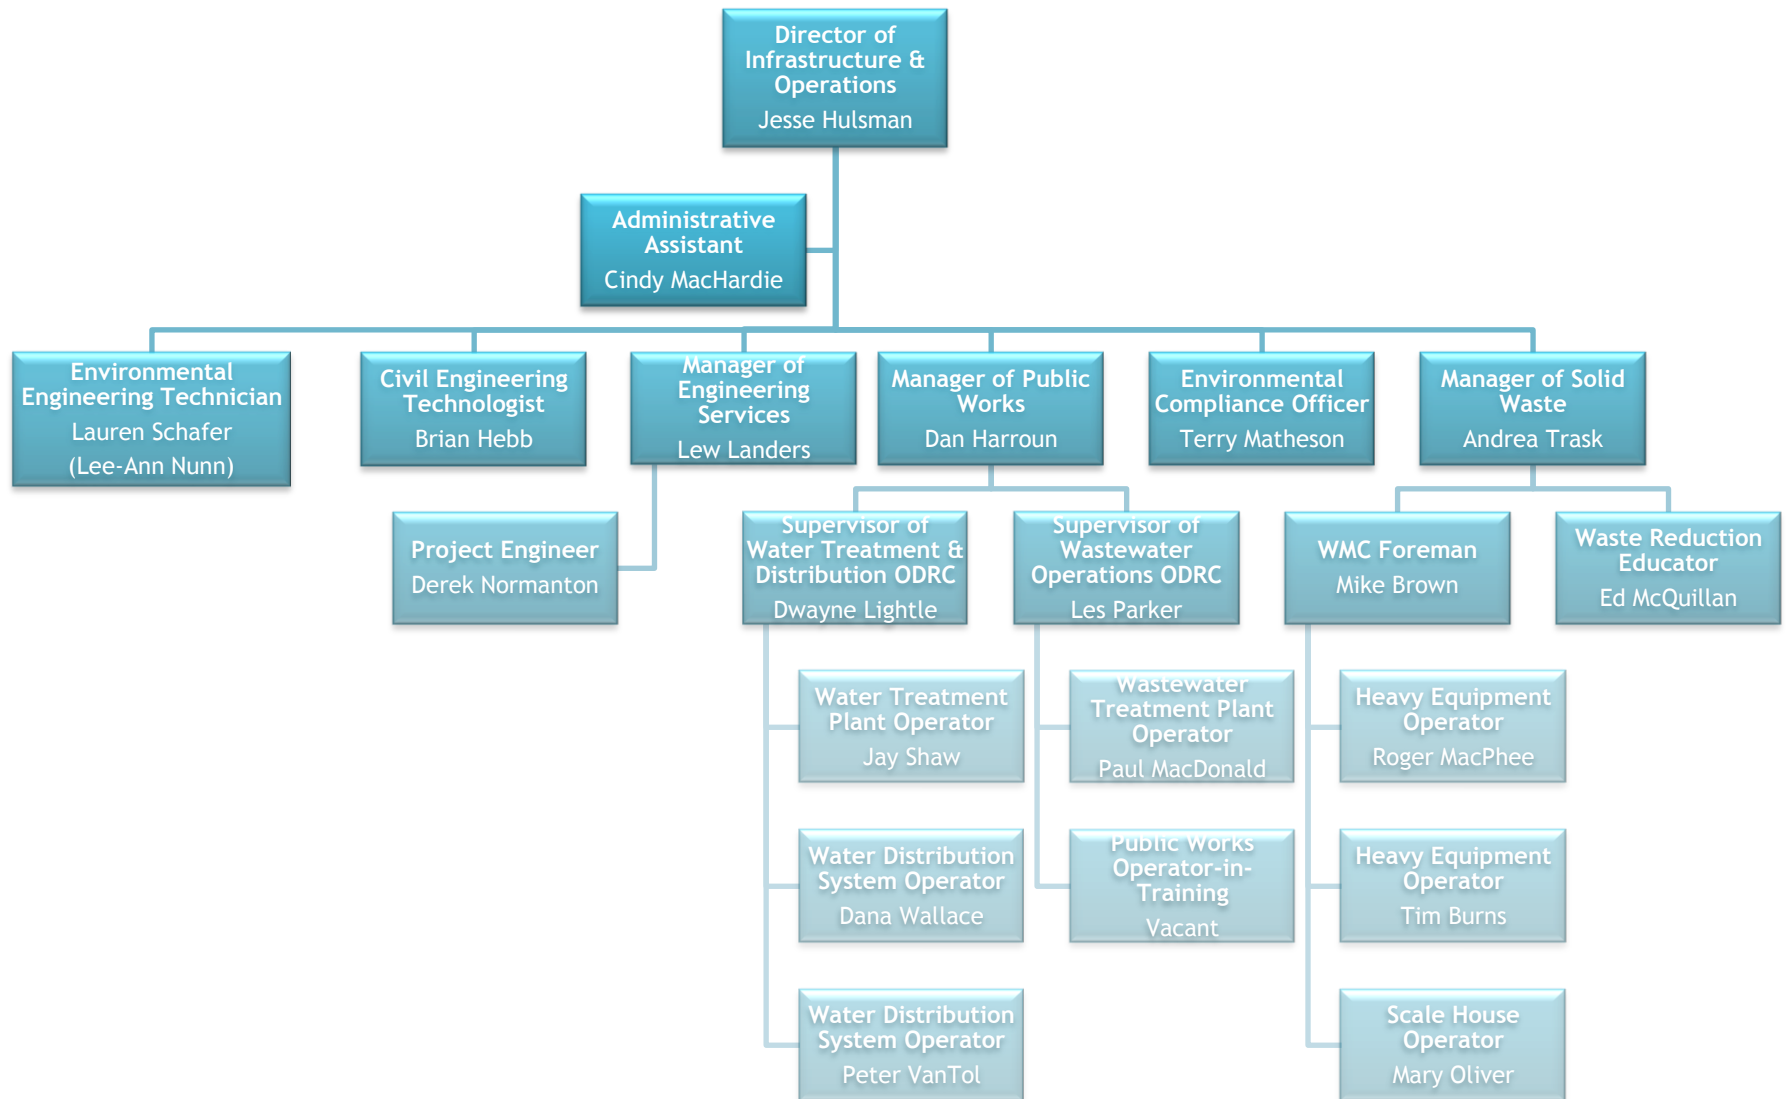 Director of
Infrastructure &
Operations
Jesse Hulsman
Administrative
Assistant
Cindy MacHardie
Environmental
Engineering Technician
Lauren Schafer
(Lee-Ann Nunn)
Civil Engineering
Technologist
Brian Hebb
Manager of
Engineering
Services
Lew Landers
Manager of Public
Works
Dan Harroun
Environmental
Compliance Officer
Terry Matheson
Manager of Solid
Waste
Andrea Trask
Project Engineer
Derek Normanton
Supervisor of
Water Treatment &
Distribution ODRC
Dwayne Lightle
Supervisor of
Wastewater
Operations ODRC
Les Parker
WMC Foreman
Mike Brown
Waste Reduction
Educator
Ed McQuillan
Water Treatment
Plant Operator
Jay Shaw
Wastewater
Treatment Plant
Operator
Paul MacDonald
Heavy Equipment
Operator
Roger MacPhee
Water Distribution
System Operator
Dana Wallace
Public Works
Operator-in-
Training
Vacant
Heavy Equipment
Operator
Tim Burns
Water Distribution
System Operator
Peter VanTol
Scale House
Operator
Mary Oliver